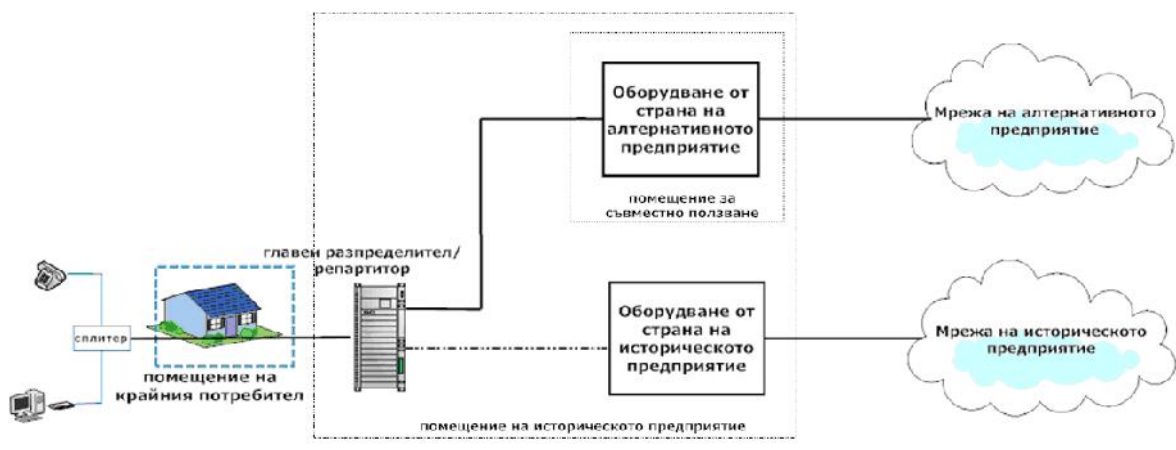 Оборудване от
страна на
алтернативното
предприятие
Мрежа на алтернативното
предприятие
помещение за
съвместно ползване
главен разпределител/
репартитор
сплитер
помещение на
крайния потребител
Оборудване от
страна на
историческото
предприятие
Мрежа на историческото
предприятие
помещение на историческото предприятие